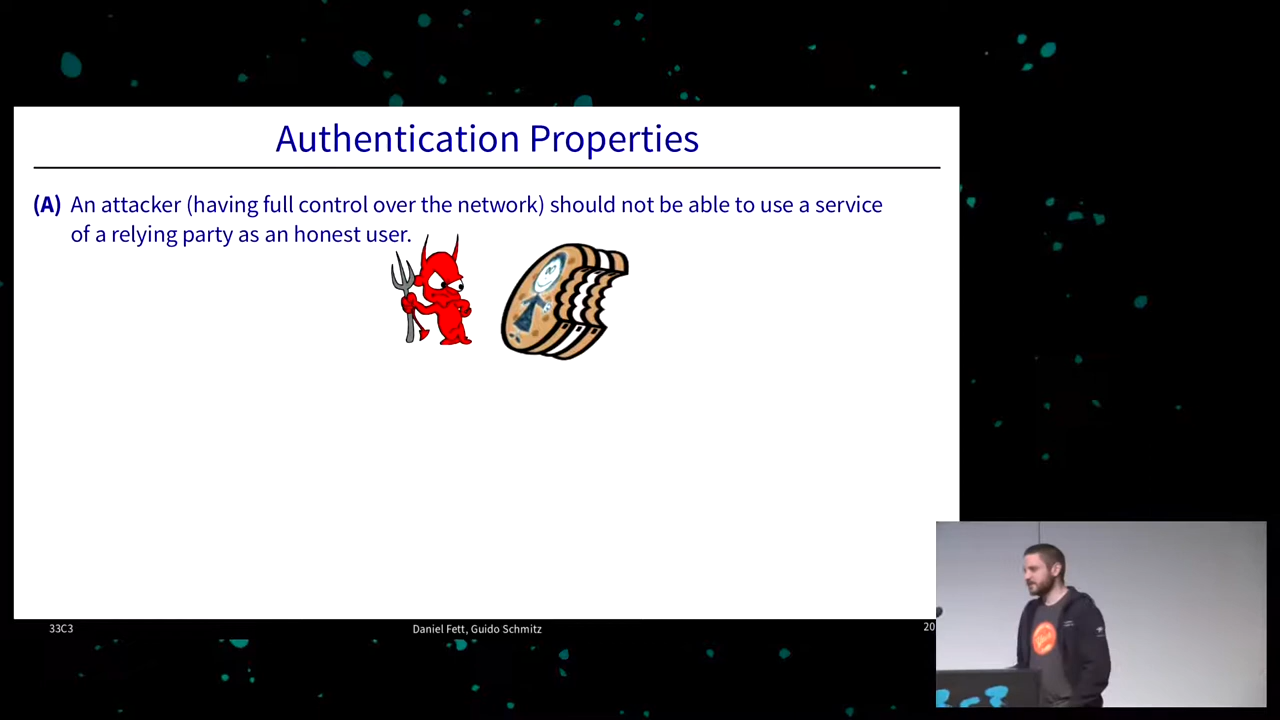 Authentication Properties
(A) An attacker (having full control over the network) should not be able to use a service
of a relying party as an honest user.
33C3
Daniel Fett, Guido Schmitz
20